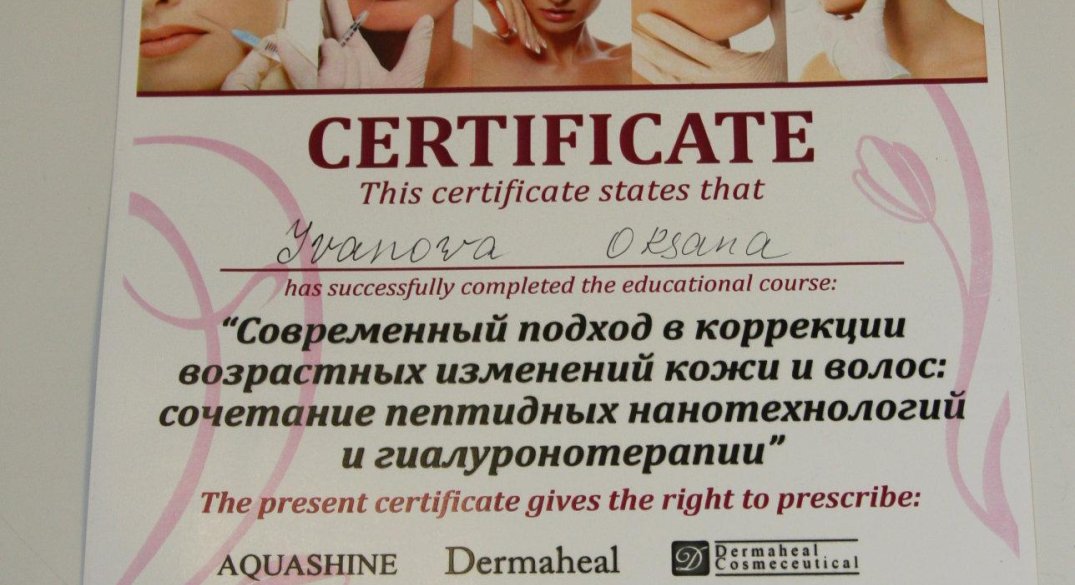 CERTIFICATE
This certificate states that
Ivanova Oksana
has successfully completed the educational course:
“Современный подход в коррекции
возрастных изменений кожи и волос:
сочетание пептидных нанотехнологий
и гиалуронотерапии”
The present certificate gives the right to prescribe:
AQUASHINE Dermaheal D Dermaheal
Cosmeceutical